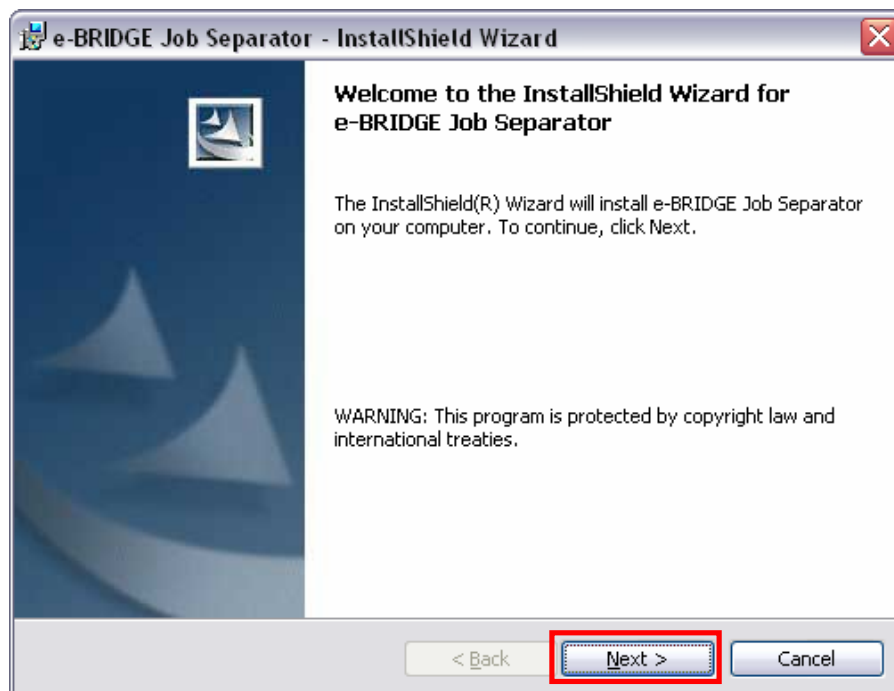 e-BRIDGE Job Separator - InstallShield Wizard
Welcome to the InstallShield Wizard for
e-BRIDGE Job Separator
The InstallShield(R) Wizard will install e-BRIDGE Job Separator
on your computer. To continue, click Next.
WARNING: This program is protected by copyright law and
international treaties.
< Back Next > Cancel